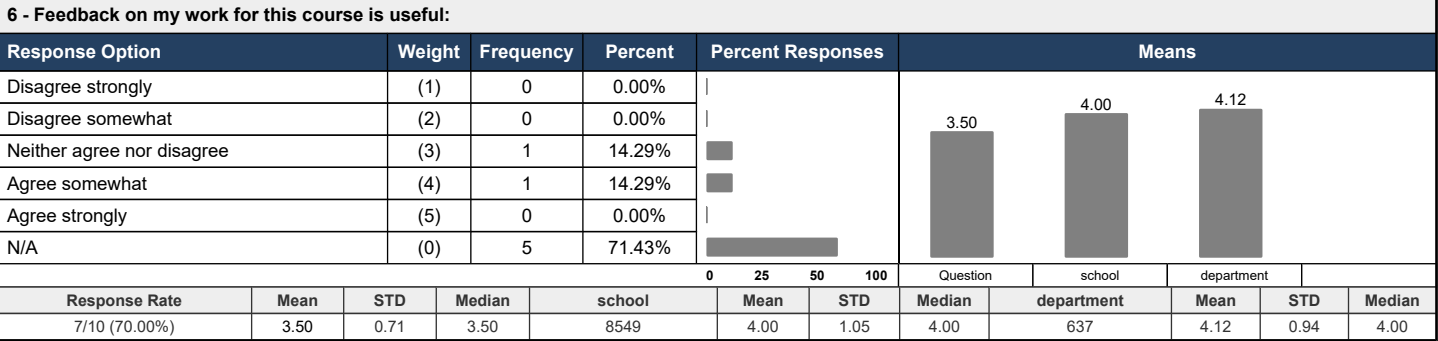 6 - Feedback on my work for this course is useful:
Response Option Weight Frequency Percent Percent Responses Means
Disagree strongly (1) 0 0.00%
Disagree somewhat (2) 0 0.00%
Neither agree nor disagree (3) 1 14.29%
Agree somewhat (4) 1 14.29%
Agree strongly (5) 0 0.00%
N/A (0) 5 71.43%
3.50 4.00 4.12
0 25 50 100 Question school department
Response Rate Mean STD Median school Mean STD Median department Mean STD Median
7/10 (70.00%) 3.50 0.71 3.50 8549 4.00 1.05 4.00 637 4.12 0.94 4.00